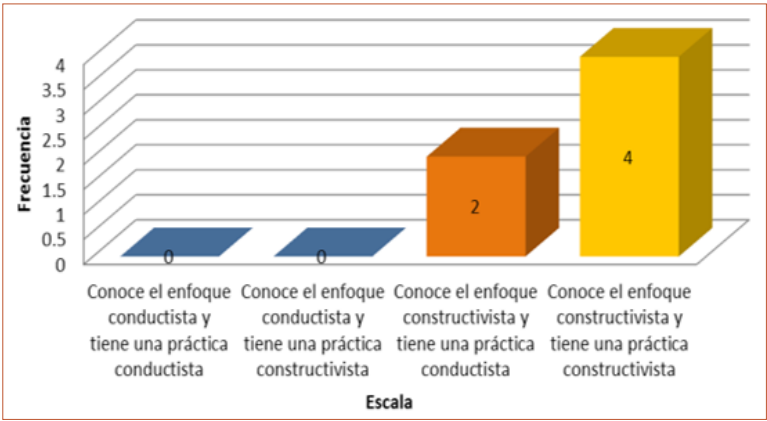 Frecuencia
4
3.5
3
2.5
2
1.5
1
0.5
0
0
0
2
4
Conoce el enfoque
conductista y
tiene una práctica
conductista
Conoce el enfoque
conductista y
tiene una práctica
constructivista
Conoce el enfoque
constructivista y
tiene una práctica
conductista
Conoce el enfoque
constructivista y
tiene una práctica
constructivista
Escala